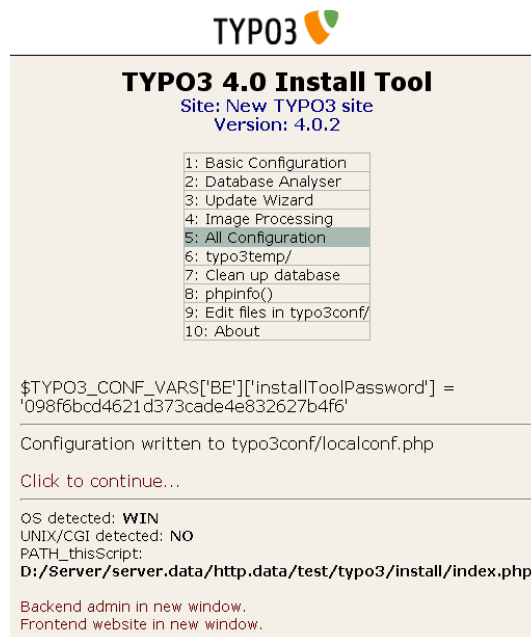 TYPO3
TYPO3 4.0 Install Tool
Site: New TYPO3 site
Version: 4.0.2
1: Basic Configuration
2: Database Analyser
3: Update Wizard
4: Image Processing
5: All Configuration
6: typo3temp/
7: Clean up database
8: phpinfo()
9: Edit files in typo3conf/
10: About
$TYPO3_CONF_VARS['BE']['installToolPassword'] =
'098f6bcd4621d373cade4e832627b4f6'
Configuration written to typo3conf/localconf.php
Click to continue...
OS detected: WIN
UNIX/CGI detected: NO
PATH_thisScript:
D:/Server/server.data/http.data/test/typo3/install/index.php
Backend admin in new window.
Frontend website in new window.